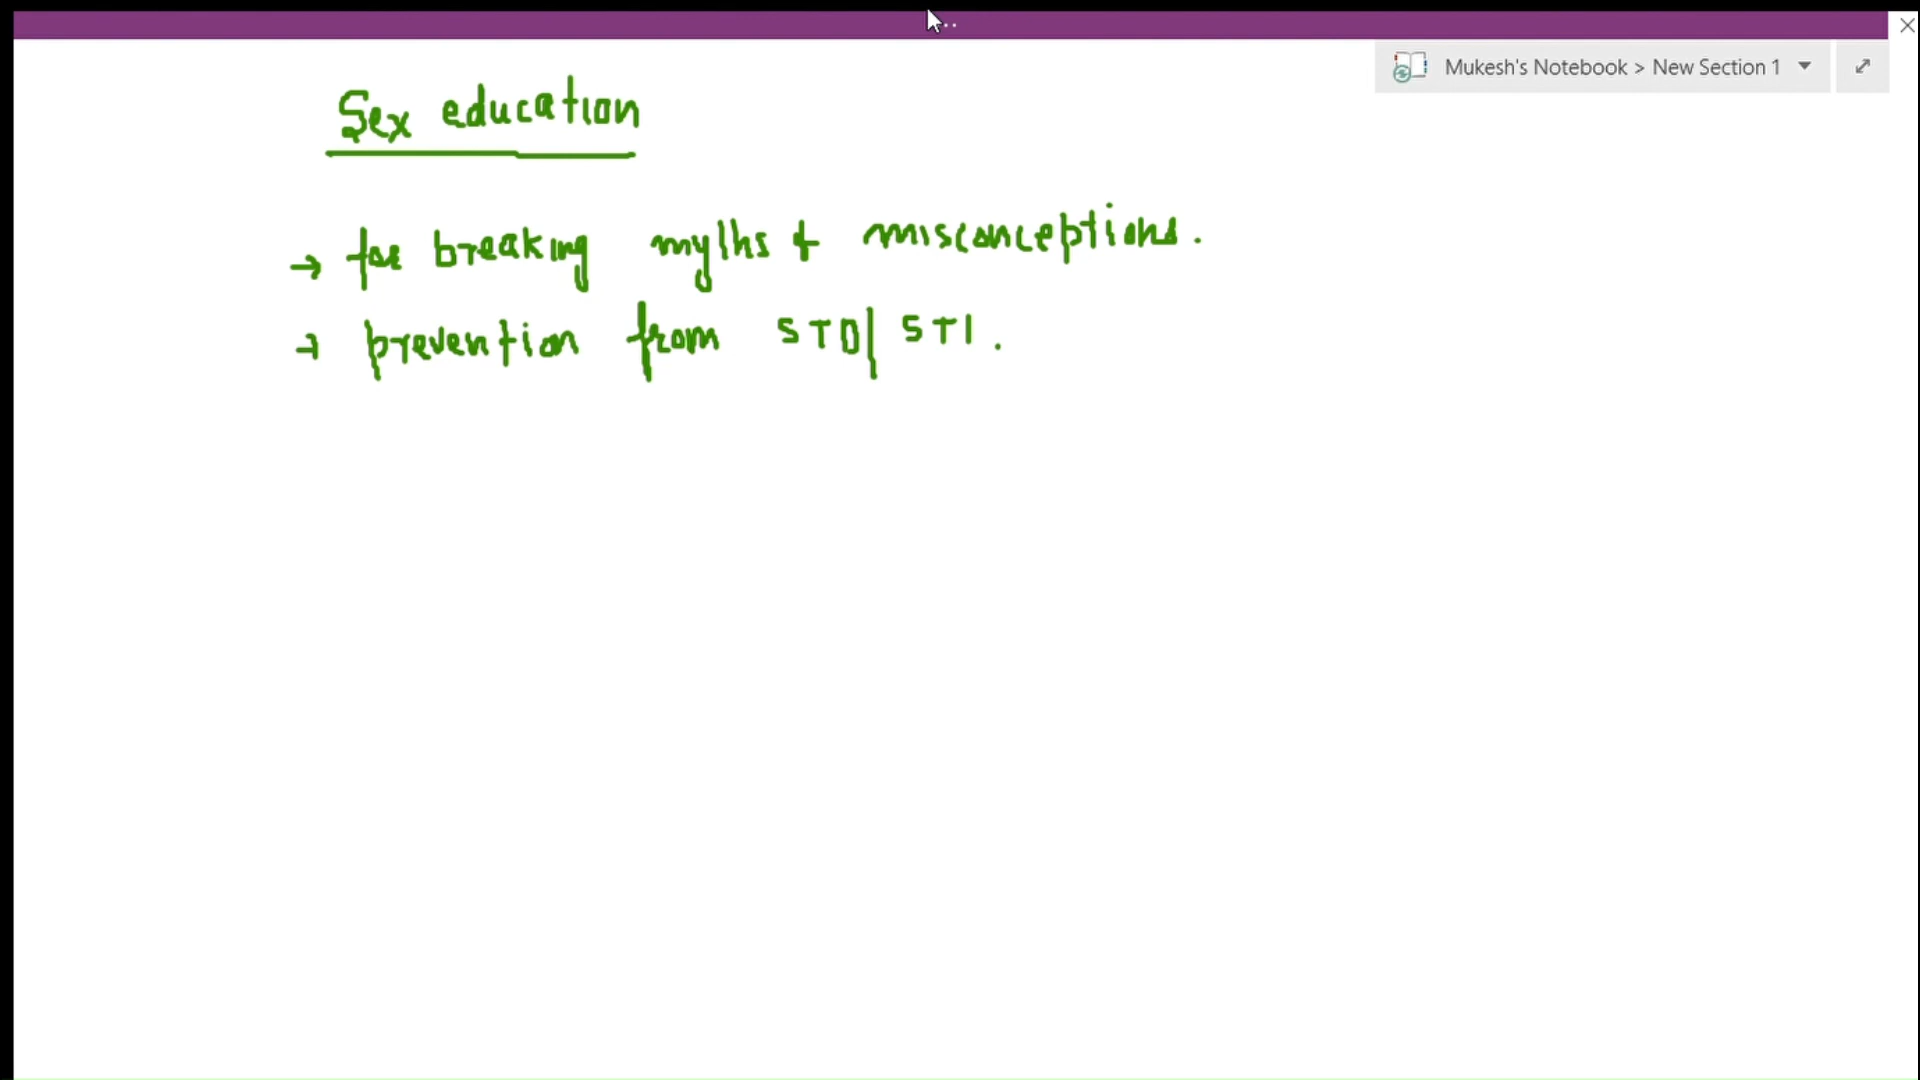 Mukesh's Notebook > New Section 1
Sex education
→ for breaking myths & misconceptions.
→ prevention from STD| STI.